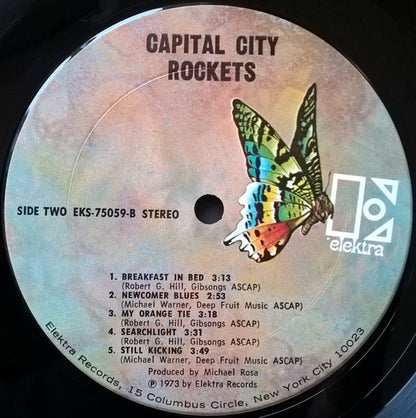 CAPITAL CITY
ROCKETS
SIDE TWO EKS-75059-B STEREO
elektra
1. BREAKFAST IN BED 3:13
(Robert G. Hill, Gibsongs ASCAP)
2. NEWCOMER BLUES 2:53
(Michael Warner, Deep Fruit Music ASCAP)
3. MY ORANGE TIE 3:18
(Robert G. Hill, Gibsongs ASCAP)
4. SEARCHLIGHT 3:31
(Robert G. Hill, Gibsongs ASCAP)
5. STILL KICKING 3:49
(Michael Warner, Deep Fruit Music ASCAP)
Produced by Michael Rosa
℗ 1973 by Elektra Records
Elektra Records, 15 Columbus Circle, New York City 10023